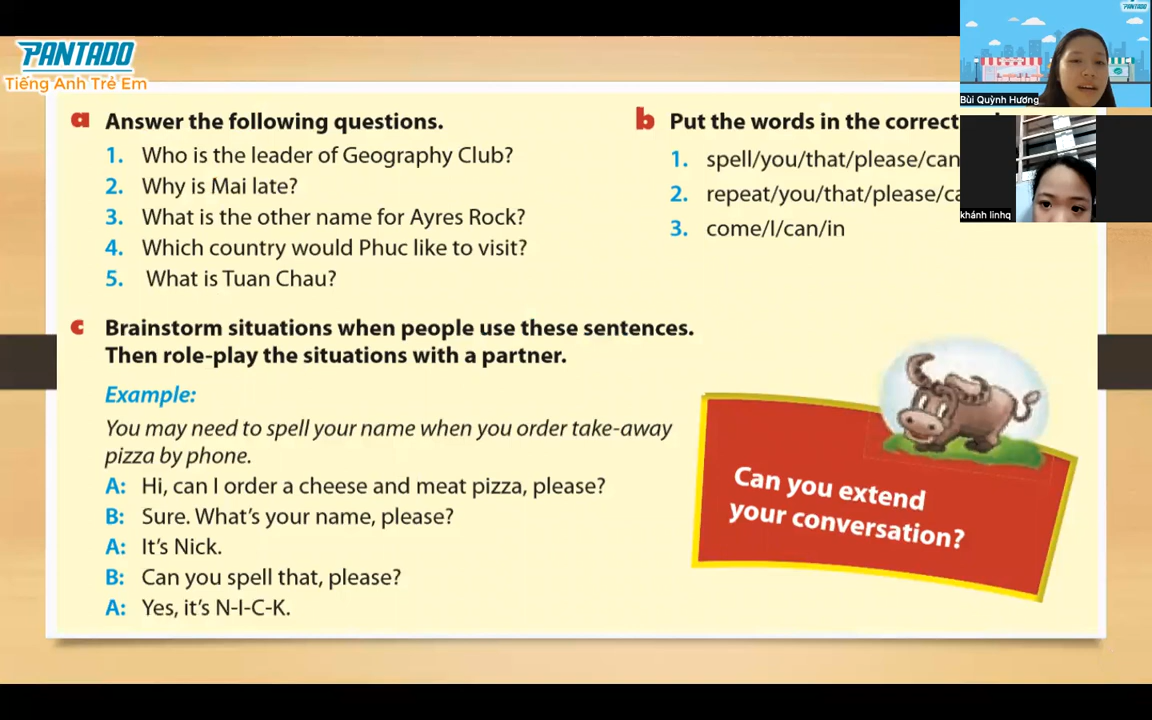 PANTADO
Tiếng Anh Trẻ Em
a Answer the following questions.
1. Who is the leader of Geography Club?
2. Why is Mai late?
3. What is the other name for Ayres Rock?
4. Which country would Phuc like to visit?
5. What is Tuan Chau?
b Put the words in the correct
1. spell/you/that/please/can
2. repeat/you/that/please/ca
3. come/I/can/in
c Brainstorm situations when people use these sentences.
Then role-play the situations with a partner.
Example:
You may need to spell your name when you order take-away
pizza by phone.
A: Hi, can I order a cheese and meat pizza, please?
B: Sure. What's your name, please?
A: It's Nick.
B: Can you spell that, please?
A: Yes, it's N-I-C-K.
Can you extend
your conversation?
PANTADO
Bùi Quỳnh Hương
khánh linhq